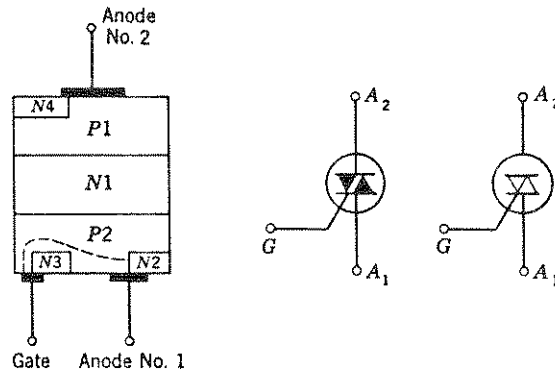 Anode
No. 2
N4
P1
N1
P2
N3
N2
Gate
Anode No. 1
A2
G
A1
A2
G
A1